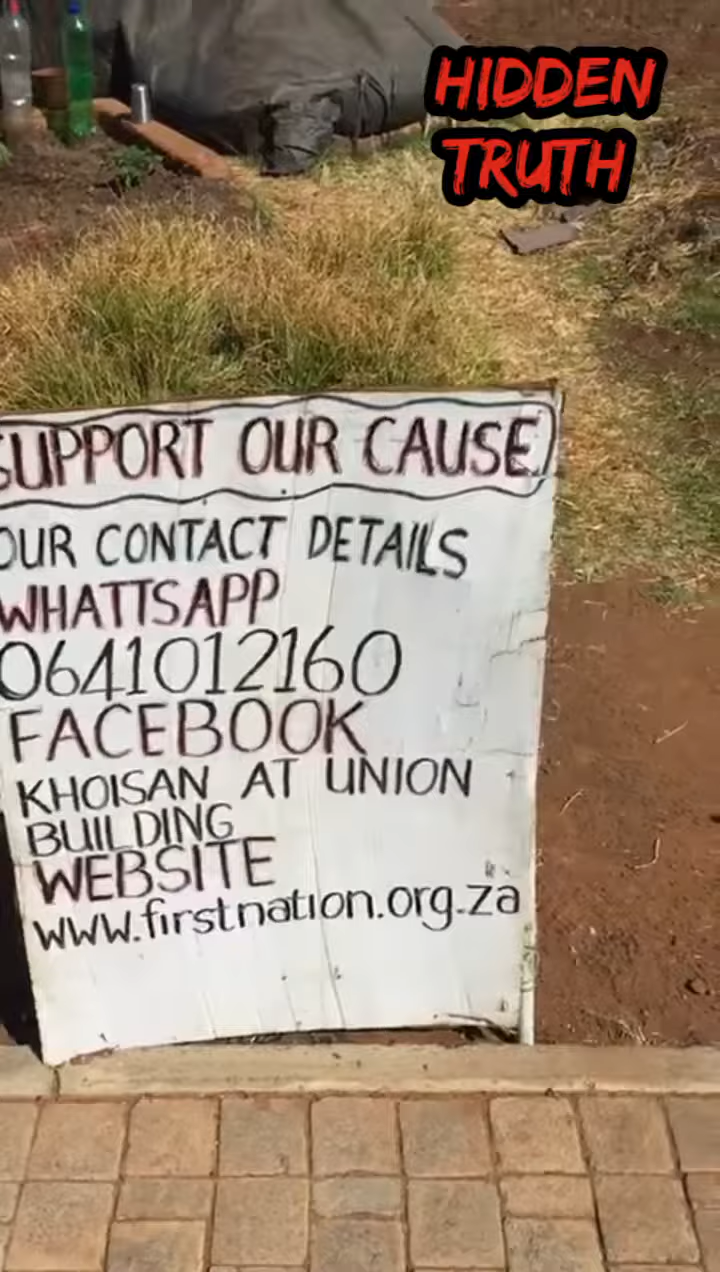 HIDDEN
TRUTH
SUPPORT OUR CAUSE
OUR CONTACT DETAILS
WHATTSAPP
0641012160
FACEBOOK
KHOISAN AT UNION
BUILDING
WEBSITE
www.firstnation.org.za